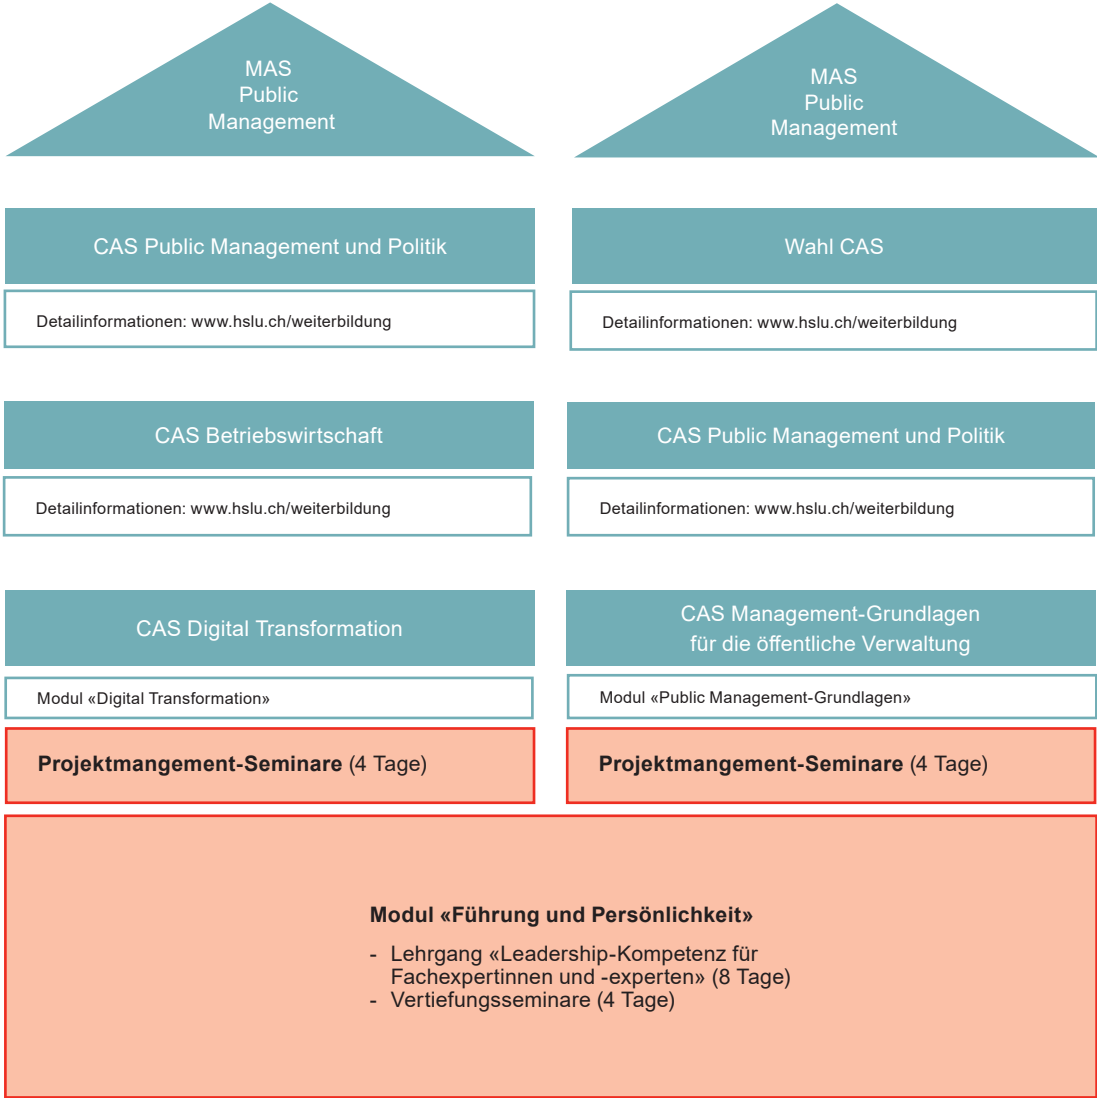 MAS
Public
Management
MAS
Public
Management
CAS Public Management und Politik
Wahl CAS
Detailinformationen: www.hslu.ch/weiterbildung
Detailinformationen: www.hslu.ch/weiterbildung
CAS Betriebswirtschaft
CAS Public Management und Politik
Detailinformationen: www.hslu.ch/weiterbildung
Detailinformationen: www.hslu.ch/weiterbildung
CAS Digital Transformation
CAS Management-Grundlagen
für die öffentliche Verwaltung
Modul «Digital Transformation»
Modul «Public Management-Grundlagen»
Projektmangement-Seminare (4 Tage)
Projektmangement-Seminare (4 Tage)
Modul «Führung und Persönlichkeit»
- Lehrgang «Leadership-Kompetenz für
Fachexpertinnen und -experten» (8 Tage)
- Vertiefungsseminare (4 Tage)